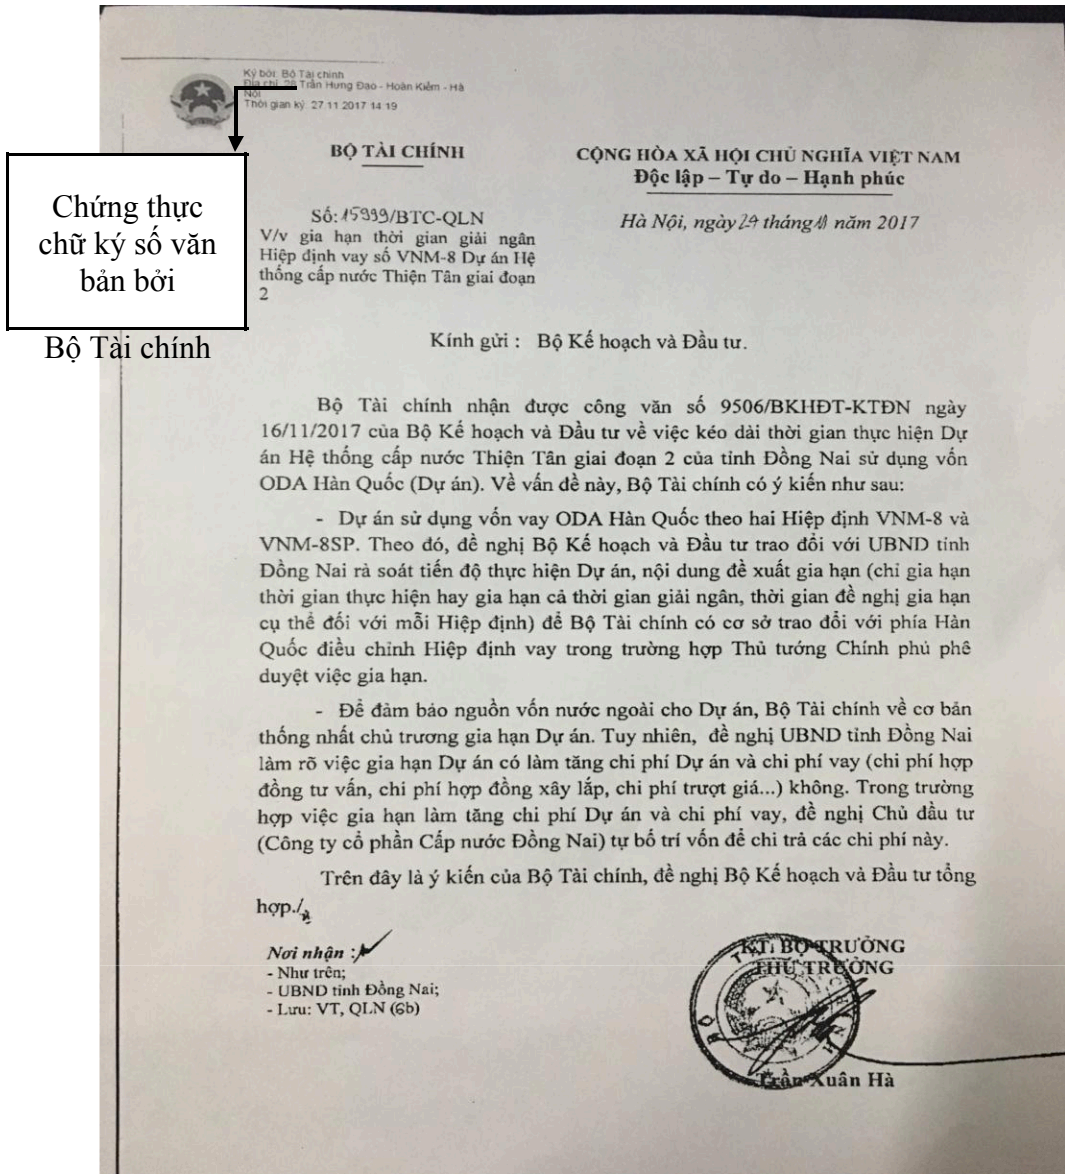 Ký bởi: Bộ Tài chính
Địa chỉ: 28 Trần Hưng Đạo - Hoàn Kiếm - Hà
Nội
Thời gian ký: 27 11 2017 14 19
Chứng thực
chữ ký số văn
bản bởi
Bộ Tài chính
BỘ TÀI CHÍNH
CỘNG HÒA XÃ HỘI CHỦ NGHĨA VIỆT NAM
Độc lập – Tự do – Hạnh phúc
Số: 15999/BTC-QLN
V/v gia hạn thời gian giải ngân
Hiệp định vay số VNM-8 Dự án Hệ
thống cấp nước Thiện Tân giai đoạn
2
Hà Nội, ngày tháng năm 2017
Kính gửi : Bộ Kế hoạch và Đầu tư.
Bộ Tài chính nhận được công văn số 9506/BKHĐT-KTĐN ngày
16/11/2017 của Bộ Kế hoạch và Đầu tư về việc kéo dài thời gian thực hiện Dự
án Hệ thống cấp nước Thiện Tân giai đoạn 2 của tỉnh Đồng Nai sử dụng vốn
ODA Hàn Quốc (Dự án). Về vấn đề này, Bộ Tài chính có ý kiến như sau:
- Dự án sử dụng vốn vay ODA Hàn Quốc theo hai Hiệp định VNM-8 và
VNM-8SP. Theo đó, đề nghị Bộ Kế hoạch và Đầu tư trao đổi với UBND tỉnh
Đồng Nai rà soát tiến độ thực hiện Dự án, nội dung đề xuất gia hạn (chỉ gia hạn
thời gian thực hiện hay gia hạn cả thời gian giải ngân, thời gian đề nghị gia hạn
cụ thể đối với mỗi Hiệp định) để Bộ Tài chính có cơ sở trao đổi với phía Hàn
Quốc điều chỉnh Hiệp định vay trong trường hợp Thủ tướng Chính phủ phê
duyệt việc gia hạn.
- Để đảm bảo nguồn vốn nước ngoài cho Dự án, Bộ Tài chính về cơ bản
thống nhất chủ trương gia hạn Dự án. Tuy nhiên, đề nghị UBND tỉnh Đồng Nai
làm rõ việc gia hạn Dự án có làm tăng chi phí Dự án và chi phí vay (chi phí hợp
đồng tư vấn, chi phí hợp đồng xây lắp, chi phí trượt giá...) không. Trong trường
hợp việc gia hạn làm tăng chi phí Dự án và chi phí vay, đề nghị Chủ đầu tư
(Công ty cổ phần Cấp nước Đồng Nai) tự bố trí vốn để chi trả các chi phí này.
Trên đây là ý kiến của Bộ Tài chính, đề nghị Bộ Kế hoạch và Đầu tư tổng
hợp./.
Nơi nhận :
- Như trên;
- UBND tỉnh Đồng Nai;
- Lưu: VT, QLN (6b)
KT. BỘ TRƯỞNG
THỨ TRƯỞNG
Trần Xuân Hà